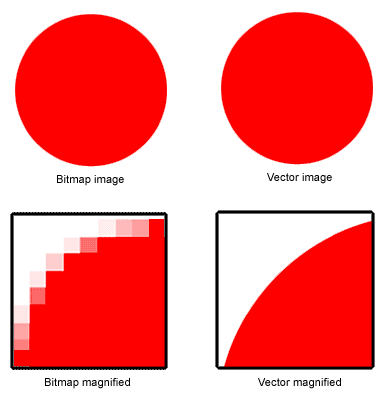 Bitmap image
Vector image
Bitmap magnified
Vector magnified